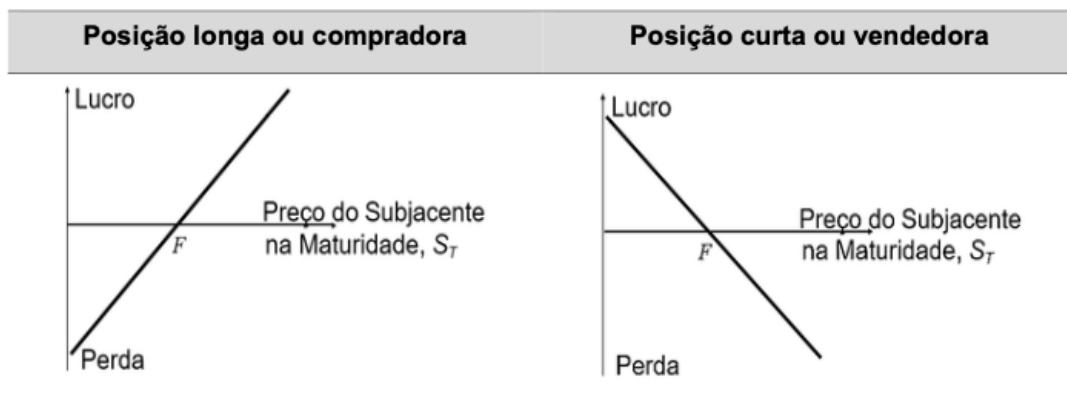 Posição longa ou compradora
Posição curta ou vendedora
Lucro
Preço do Subjacente
na Maturidade, S_T
F
Perda
Lucro
Preço do Subjacente
na Maturidade, S_T
F
Perda